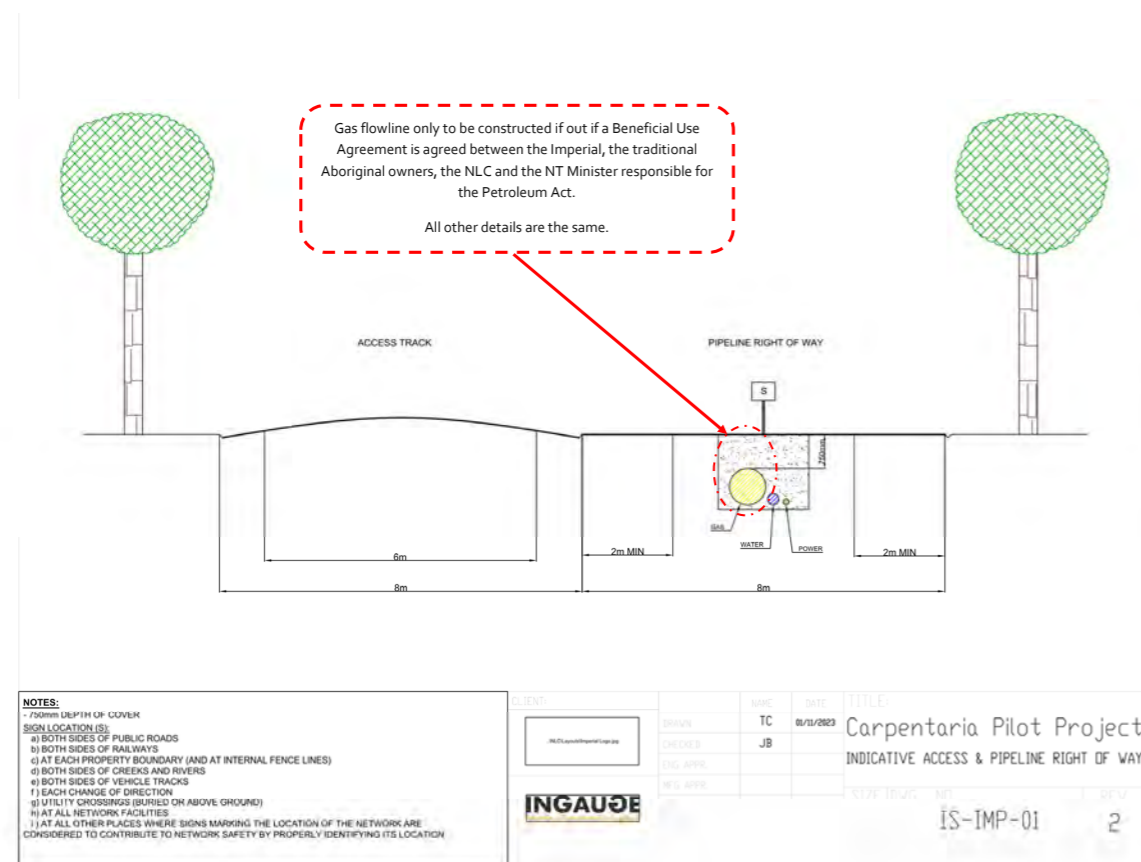 Gas flowline only to be constructed if out if a Beneficial Use
Agreement is agreed between the Imperial, the traditional
Aboriginal owners, the NLC and the NT Minister responsible for
the Petroleum Act.
All other details are the same.
ACCESS TRACK
PIPELINE RIGHT OF WAY
S
750mm
GAS
WATER
POWER
6m
2m MIN
2m MIN
8m
8m
NOTES:
- 750mm DEPTH OF COVER
SIGN LOCATION (S):
a) BOTH SIDES OF PUBLIC ROADS
b) BOTH SIDES OF RAILWAYS
c) AT EACH PROPERTY BOUNDARY (AND AT INTERNAL FENCE LINES)
d) BOTH SIDES OF CREEKS AND RIVERS
e) BOTH SIDES OF VEHICLE TRACKS
f) EACH CHANGE OF DIRECTION
g) UTILITY CROSSINGS (BURIED OR ABOVE GROUND)
H) AT ALL NETWORK FACILITIES
I) AT ALL OTHER PLACES WHERE SIGNS MARKING THE LOCATION OF THE NETWORK ARE
CONSIDERED TO CONTRIBUTE TO NETWORK SAFETY BY PROPERLY IDENTIFYING ITS LOCATION
CLIENT:
INGAUGE
NAME DATE
DRAWN TC 01/11/2023
CHECKED JB
ENG APPR.
MFG APPR.
TITLE:
Carpentaria Pilot Project
INDICATIVE ACCESS & PIPELINE RIGHT OF WAY
SIZE DWG. NO. REV
IS-IMP-01 2